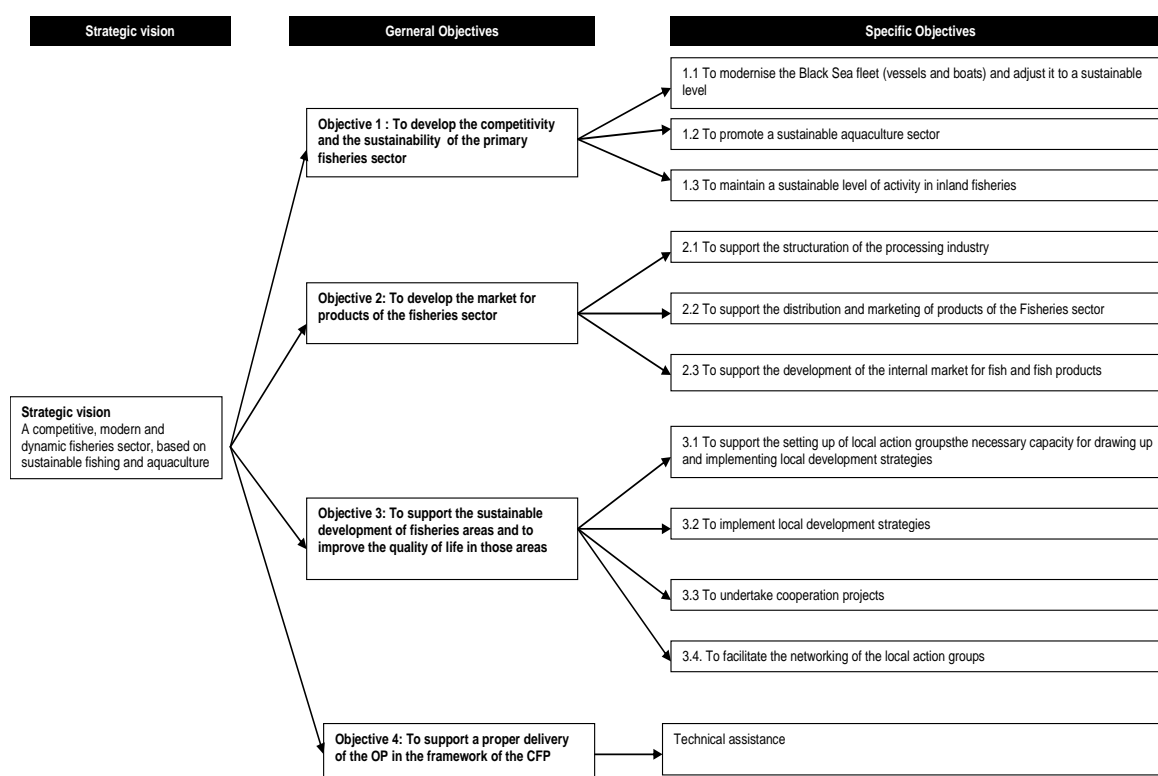 Strategic vision
Gerneral Objectives
Specific Objectives
1.1 To modernise the Black Sea fleet (vessels and boats) and adjust it to a sustainable
level
Objective 1 : To develop the competitivity
and the sustainability of the primary
fisheries sector
1.2 To promote a sustainable aquaculture sector
1.3 To maintain a sustainable level of activity in inland fisheries
2.1 To support the structuration of the processing industry
Objective 2: To develop the market for
products of the fisheries sector
2.2 To support the distribution and marketing of products of the Fisheries sector
2.3 To support the development of the internal market for fish and fish products
Strategic vision
A competitive, modern and
dynamic fisheries sector, based on
sustainable fishing and aquaculture
3.1 To support the setting up of local action groupsthe necessary capacity for drawing up
and implementing local development strategies
Objective 3: To support the sustainable
development of fisheries areas and to
improve the quality of life in those areas
3.2 To implement local development strategies
3.3 To undertake cooperation projects
3.4. To facilitate the networking of the local action groups
Objective 4: To support a proper delivery
of the OP in the framework of the CFP
Technical assistance